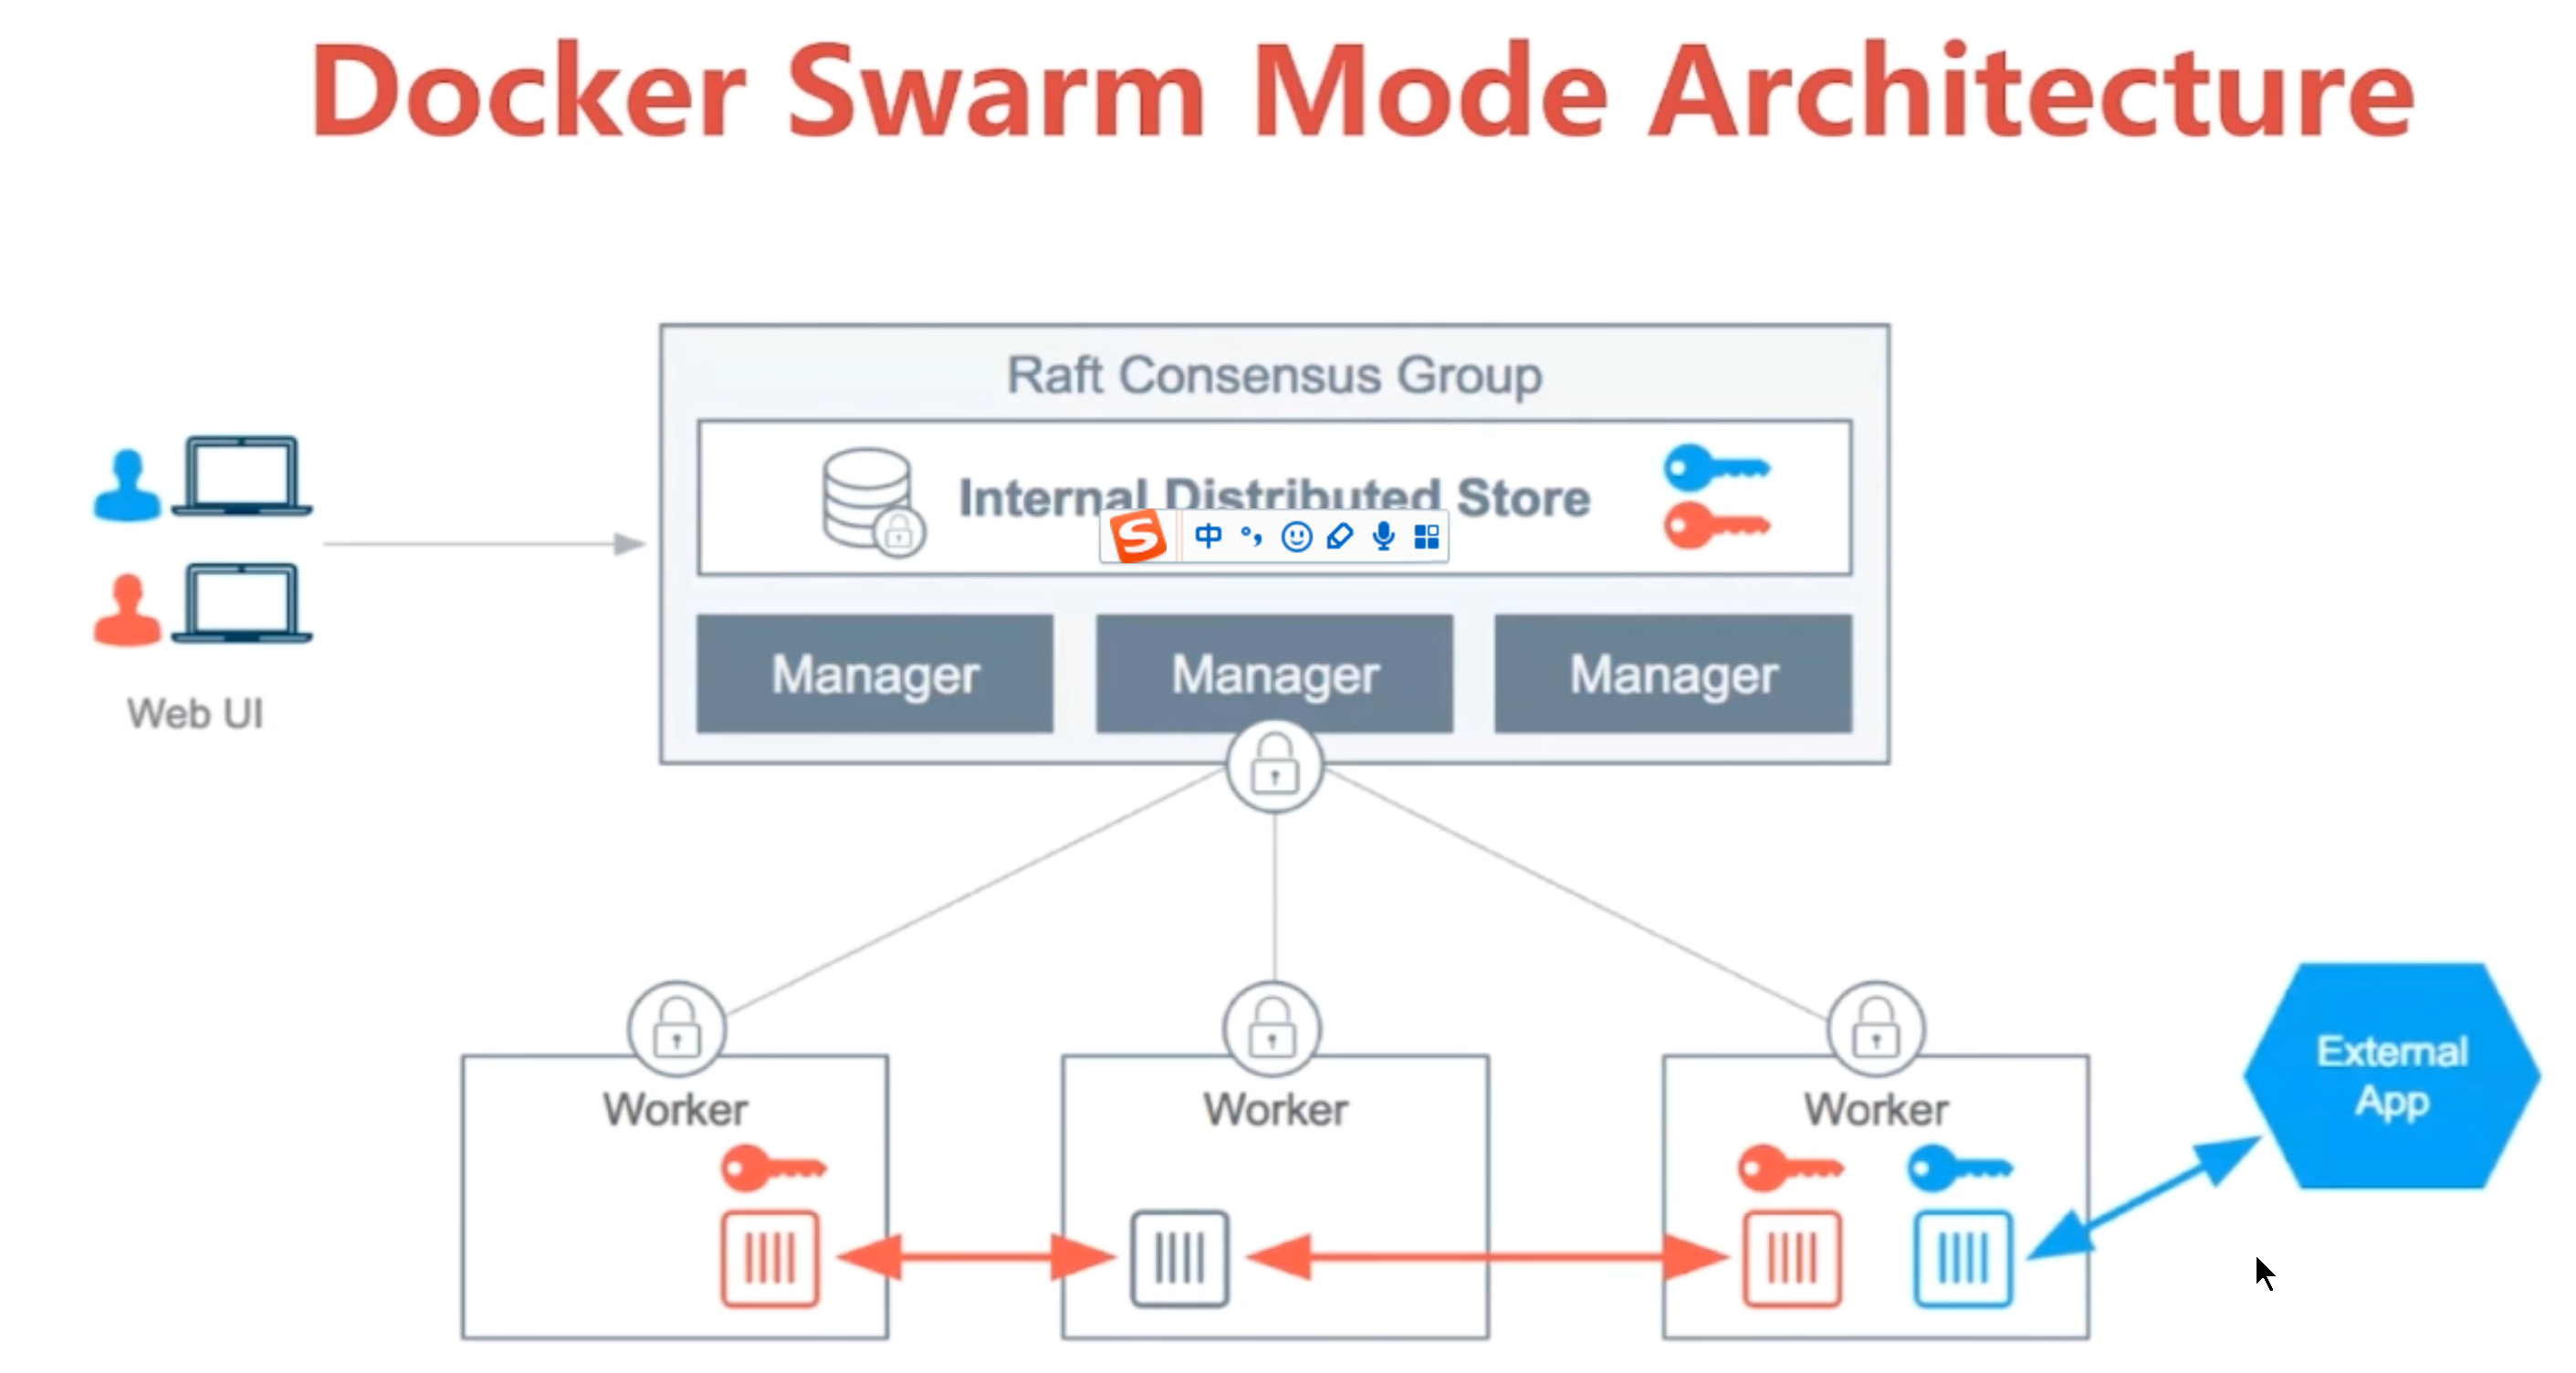 Docker Swarm Mode Architecture
Raft Consensus Group
Internal Distributed Store
S 中 °,
Manager Manager Manager
Web UI
Worker Worker Worker
External
App